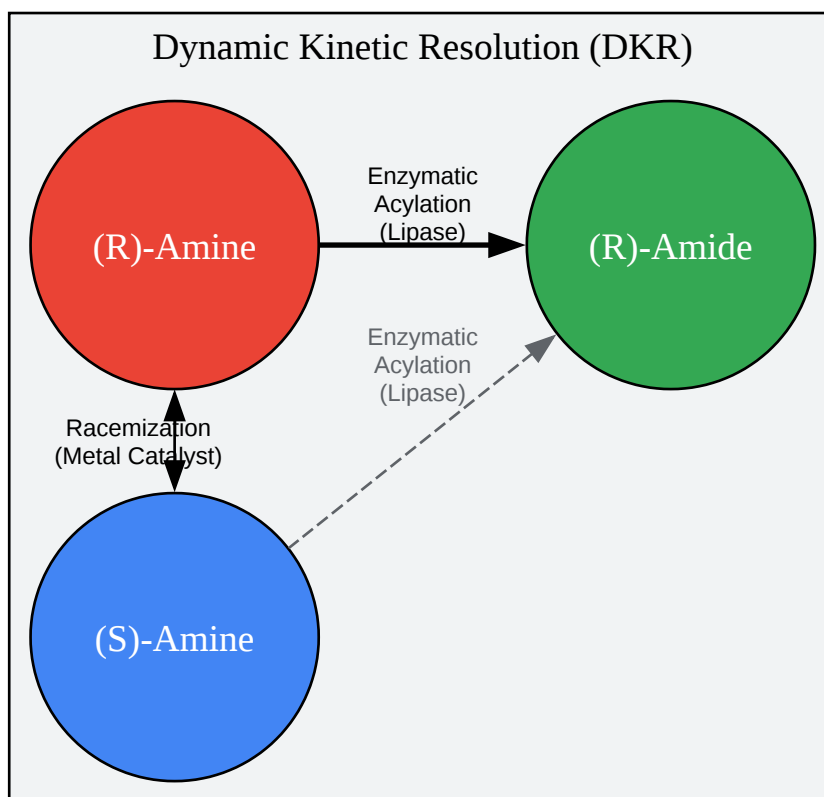 Dynamic Kinetic Resolution (DKR)
Enzymatic
Acylation
(Lipase)
(R)-Amine
(R)-Amide
Enzymatic
Acylation
(Lipase)
Racemization
(Metal Catalyst)
(S)-Amine